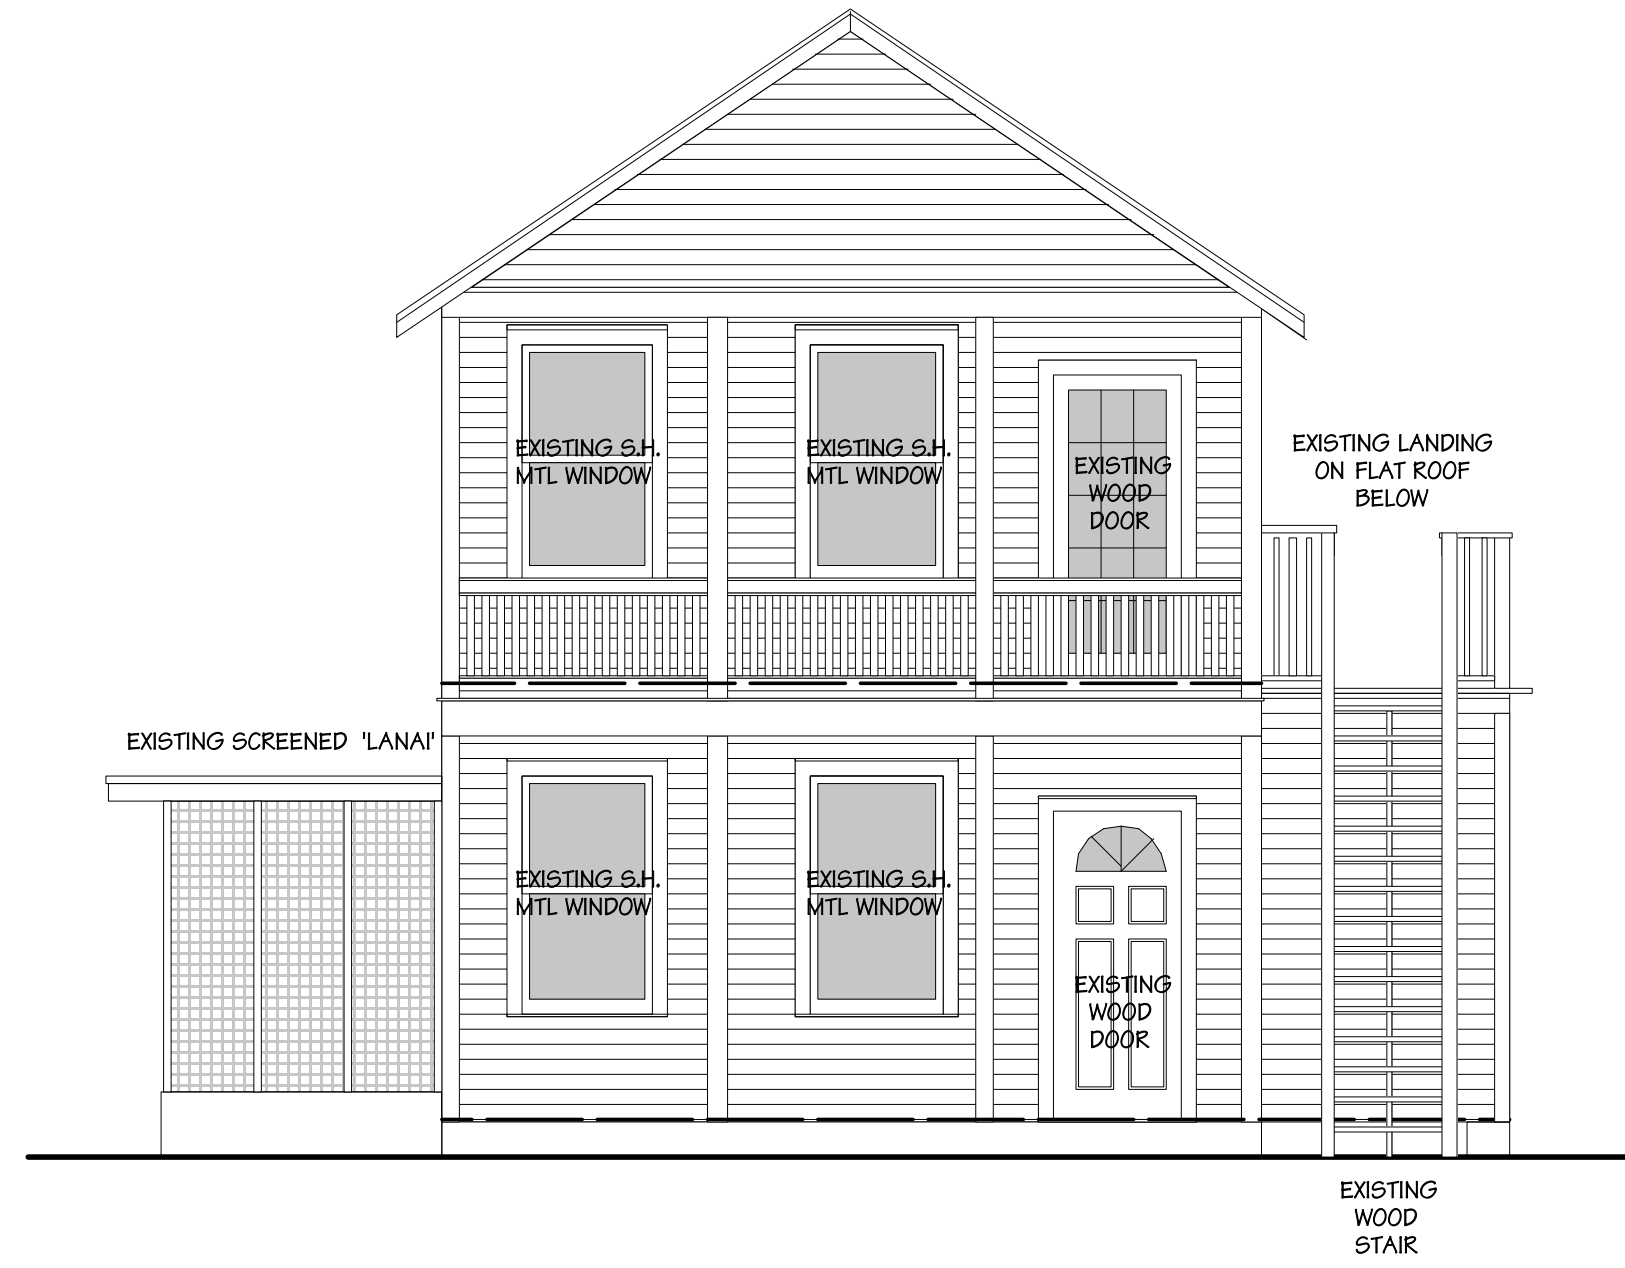 EXISTING S.H.
MTL WINDOW
EXISTING S.H.
MTL WINDOW
EXISTING
WOOD
DOOR
EXISTING LANDING
ON FLAT ROOF
BELOW
EXISTING SCREENED 'LANAI'
EXISTING S.H.
MTL WINDOW
EXISTING S.H.
MTL WINDOW
EXISTING
WOOD
DOOR
EXISTING
WOOD
STAIR